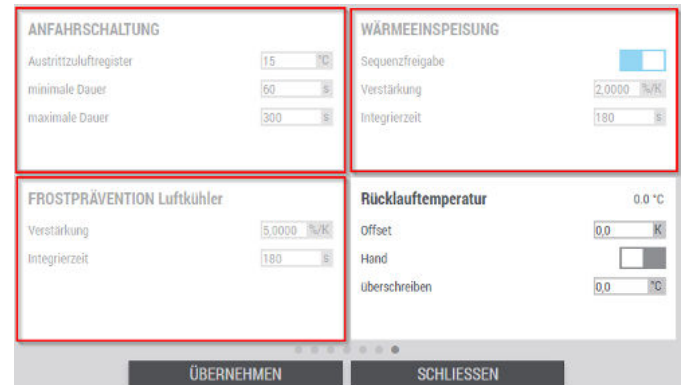 ANFAHRSCHALTUNG
Austrittzuluftregister 15 °C
minimale Dauer 60 s
maximale Dauer 300 s
WÄRMEEINSPEISUNG
Sequenzfreigabe
Verstärkung 2,0000 %/K
Integrierzeit 180 s
FROSTPRÄVENTION Luftkühler
Verstärkung 5,0000 %/K
Integrierzeit 180 s
Rücklauftemperatur 0.0 °C
Offset 0,0 K
Hand
überschreiben 0,0 °C
ÜBERNEHMEN SCHLIESSEN